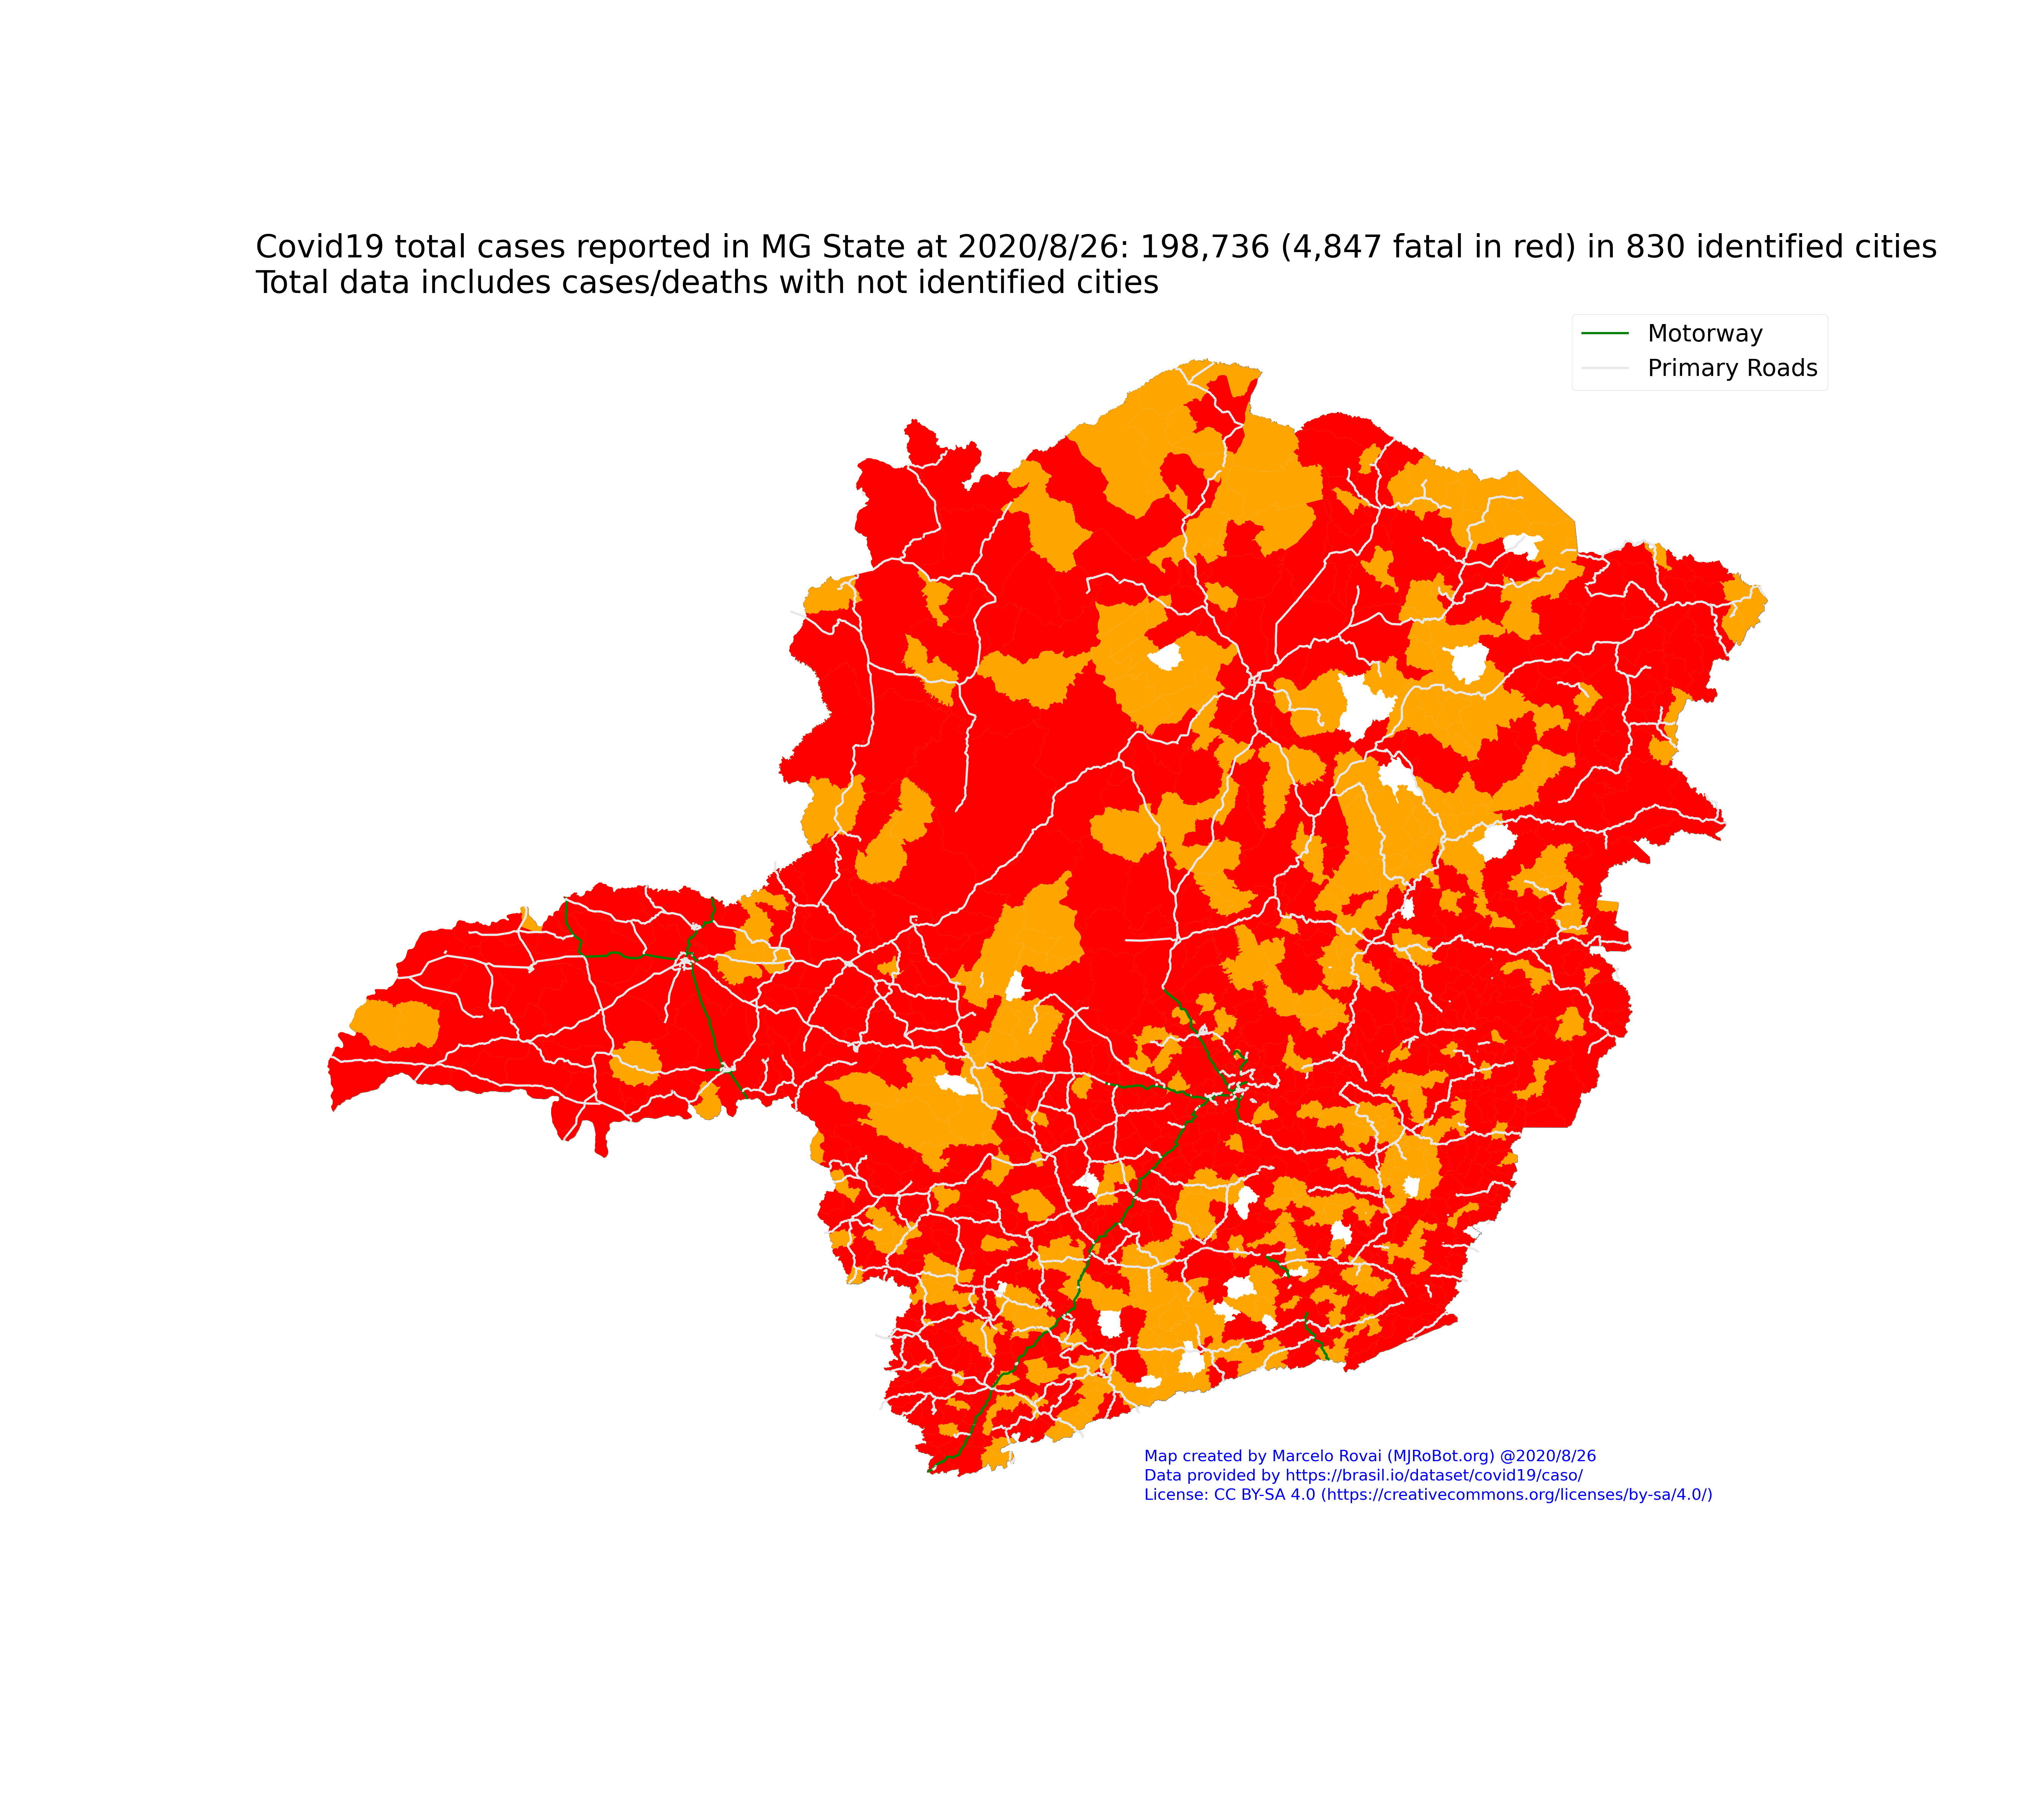 Covid19 total cases reported in MG State at 2020/8/26: 198,736 (4,847 fatal in red) in 830 identified cities
Total data includes cases/deaths with not identified cities
Motorway
Primary Roads
Map created by Marcelo Rovai (MJRoBot.org) @2020/8/26
Data provided by https://brasil.io/dataset/covid19/caso/
License: CC BY-SA 4.0 (https://creativecommons.org/licenses/by-sa/4.0/)